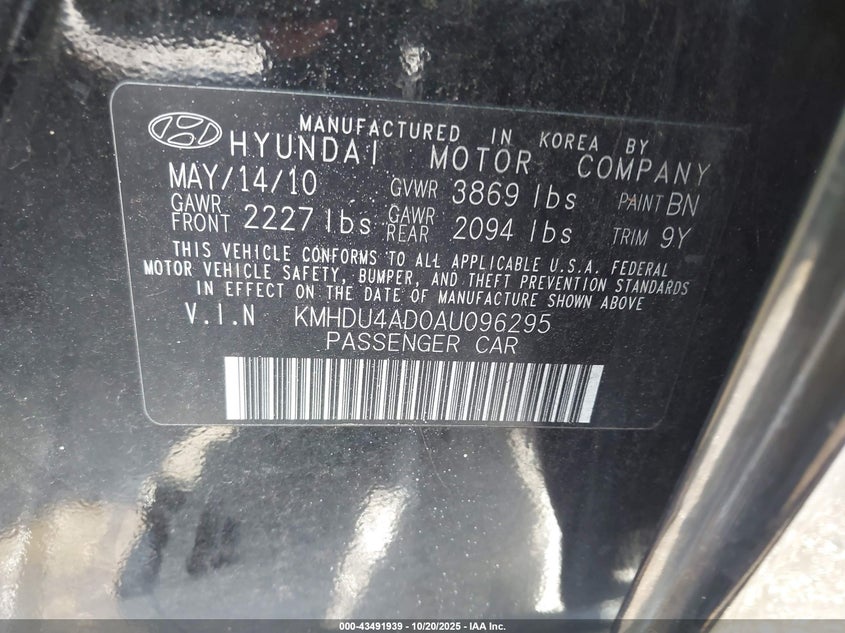 MANUFACTURED IN KOREA BY
HYUNDAI MOTOR COMPANY
MAY/14/10 GVWR 3869 lbs PAINT BN
GAWR FRONT 2227 lbs GAWR REAR 2094 lbs TRIM 9Y
THIS VEHICLE CONFORMS TO ALL APPLICABLE U.S.A. FEDERAL
MOTOR VEHICLE SAFETY, BUMPER, AND THEFT PREVENTION STANDARDS
IN EFFECT ON THE DATE OF MANUFACTURE SHOWN ABOVE
V.I.N KMHDU4AD0AU096295
PASSENGER CAR
000-43491939 - 10/20/2025 - IAA Inc.